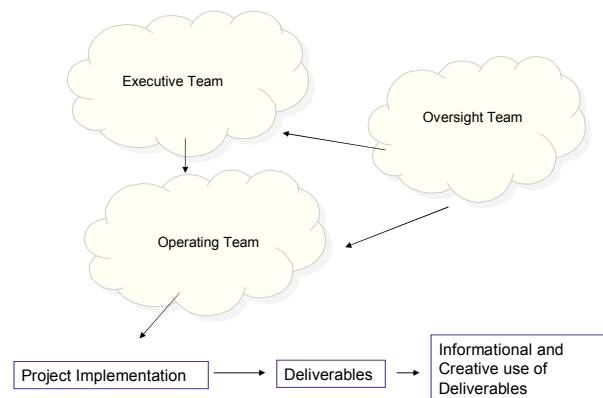 Executive Team
Oversight Team
Operating Team
Project Implementation
Deliverables
Informational and
Creative use of
Deliverables